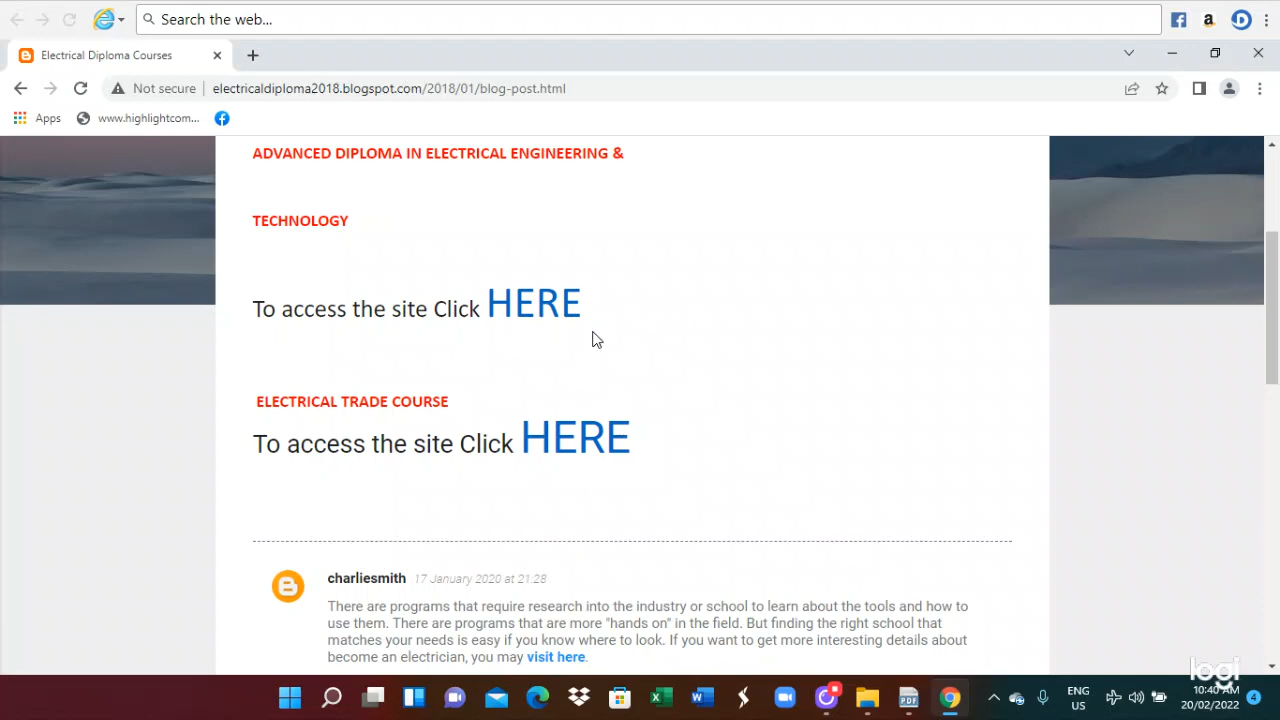 Search the web...
Electrical Diploma Courses
Not secure
electricaldiploma2018.blogspot.com/2018/01/blog-post.html
Apps
www.highlightcom...
ADVANCED DIPLOMA IN ELECTRICAL ENGINEERING &
TECHNOLOGY
To access the site Click HERE
ELECTRICAL TRADE COURSE
To access the site Click HERE
charliesmith 17 January 2020 at 21:28
There are programs that require research into the industry or school to learn about the tools and how to
use them. There are programs that are more "hands on" in the field. But finding the right school that
matches your needs is easy if you know where to look. If you want to get more interesting details about
become an electrician, you may visit here.
logi
ENG
US
10:40 AM
20/02/2022
4